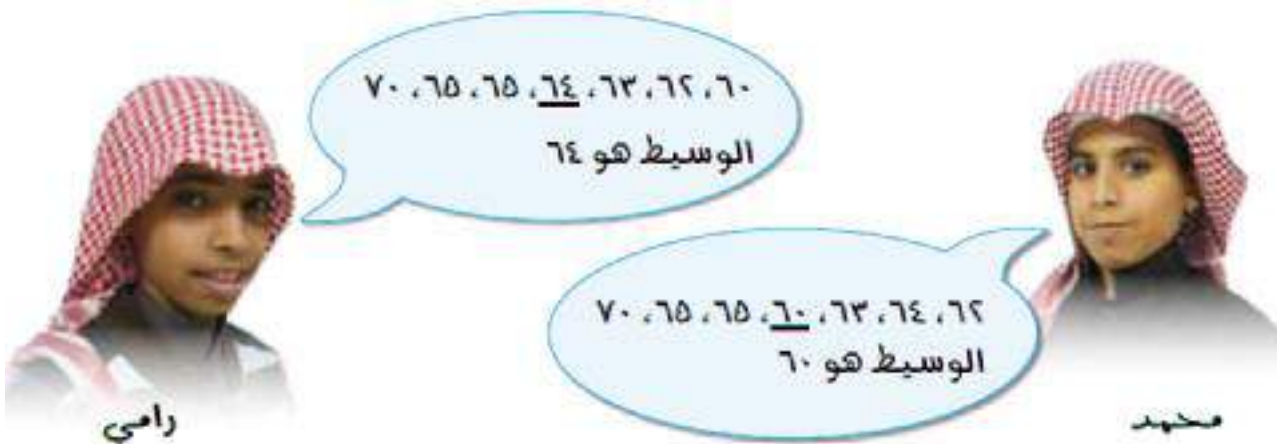 ٦٠، ٦٢، ٦٣، ٦٤، ٦٥، ٦٥، ٧٠
الوسيط هو ٦٤
٦٢، ٦٤، ٦٣، ٦٠، ٦٥، ٦٥، ٧٠
الوسيط هو ٦٠
رامي
محمد